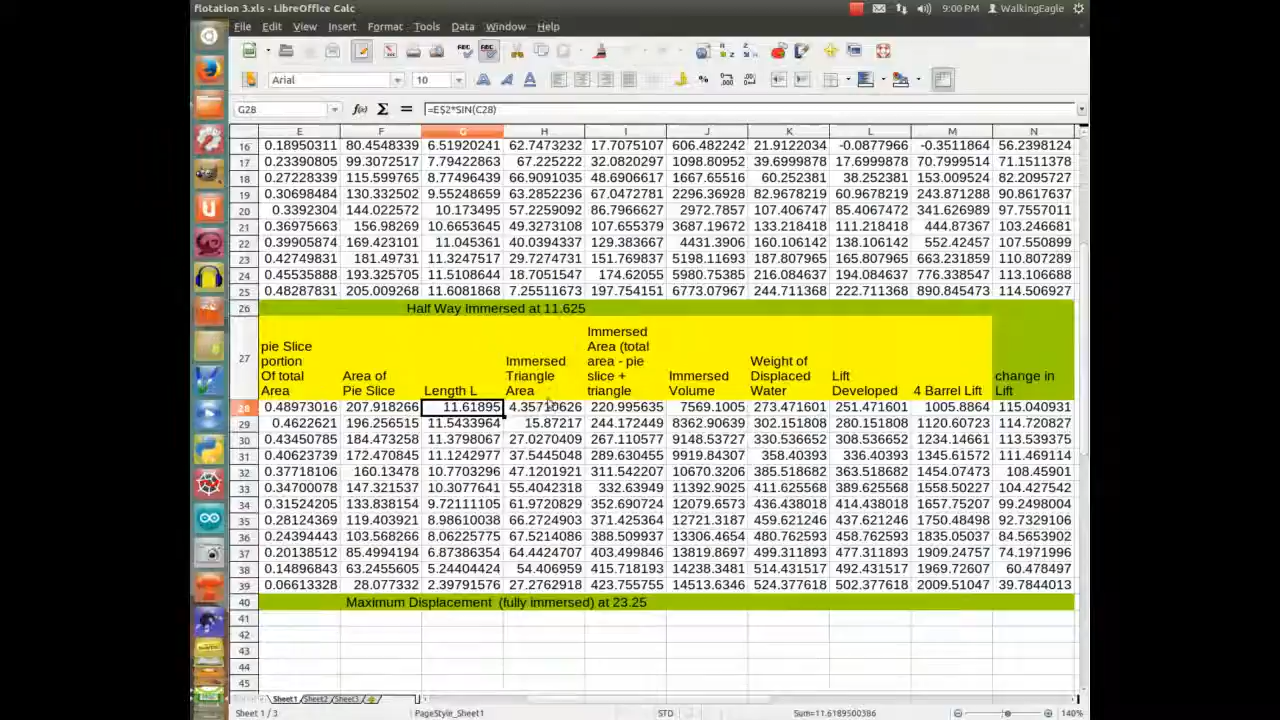 flotation 3.xls - LibreOffice Calc 9:00 PM WalkingEagle
File Edit View Insert Format Tools Data Window Help
Arial 10
G28 =E$2*SIN(C28)
E F G H I J K L M N
16 0.18950311 80.4548339 6.51920241 62.7473232 17.7075107 606.482242 21.9122034 -0.0877966 -0.3511864 56.2398124
17 0.23390805 99.3072517 7.79422863 67.225222 32.0820297 1098.80952 39.6999878 17.6999878 70.7999514 71.1511378
18 0.27228339 115.599765 8.77496439 66.9091035 48.6906617 1667.65516 60.252381 38.252381 153.009524 82.2095727
19 0.30698484 130.332502 9.55248659 63.2852236 67.0472781 2296.36928 82.9678219 60.9678219 243.871288 90.8617637
20 0.3392304 144.022572 10.173495 57.2259092 86.7966627 2972.7857 107.406747 85.4067472 341.626989 97.7557011
21 0.36975663 156.98269 10.6653645 49.3273108 107.655379 3687.19672 133.218418 111.218418 444.87367 103.246681
22 0.39905874 169.423101 11.045361 40.0394337 129.383667 4431.3906 160.106142 138.106142 552.42457 107.550899
23 0.42749831 181.49731 11.3247517 29.7274731 151.769837 5198.11693 187.807965 165.807965 663.231859 110.807289
24 0.45535888 193.325705 11.5108644 18.7051547 174.62055 5980.75385 216.084637 194.084637 776.338547 113.106688
25 0.48287831 205.009268 11.6081868 7.25511673 197.754151 6773.07967 244.711368 222.711368 890.845473 114.506927
26 Half Way Immersed at 11.625
27
pie Slice
portion
Of total
Area
Area of
Pie Slice
Length L
Immersed
Triangle
Area
Immersed
Area (total
area - pie
slice +
triangle
Immersed
Volume
Weight of
Displaced
Water
Lift
Developed
4 Barrel Lift
change in
Lift
28 0.48973016 207.918266 11.61895 220.995635 7569.1005 273.471601 251.471601 1005.8864 115.040931
29 0.4622621 196.256515 11.5433964 15.87217 244.172449 8362.90639 302.151808 280.151808 1120.60723 114.720827
30 0.43450785 184.473258 11.3798067 27.0270409 267.110577 9148.53727 330.536652 308.536652 1234.14661 113.539375
31 0.40623739 172.470845 11.1242977 37.5445048 289.630455 9919.84307 358.40393 336.40393 1345.61572 111.469114
32 0.37718106 160.13478 10.7703296 47.1201921 311.542207 10670.3206 385.518682 363.518682 1454.07473 108.45901
33 0.34700078 147.321537 10.3077641 55.4042318 332.63949 11392.9025 411.625568 389.625568 1558.50227 104.427542
34 0.31524205 133.838154 9.72111105 61.9720829 352.690724 12079.6573 436.438018 414.438018 1657.75207 99.2498004
35 0.28124369 119.403921 8.98610038 66.2724903 371.425364 12721.3187 459.621246 437.621246 1750.48498 92.7329106
36 0.24394443 103.568266 8.06225775 67.5214086 388.509937 13306.4654 480.762593 458.762593 1835.05037 84.5653902
37 0.20138512 85.4994194 6.87386354 64.4424707 403.499846 13819.8697 499.311893 477.311893 1909.24757 74.1971996
38 0.14896843 63.2455605 5.24404424 54.406959 415.718193 14238.3481 514.431517 492.431517 1969.72607 60.478497
39 0.06613328 28.077332 2.39791576 27.2762918 423.755755 14513.6346 524.377618 502.377618 2009.51047 39.7844013
40 Maximum Displacement (fully immersed) at 23.25
41
42
43
44
45
Sheet1 Sheet2 Sheet3
Sheet 1 / 3 PageStyle_Sheet1 STD Sum=11.6189500386 140%